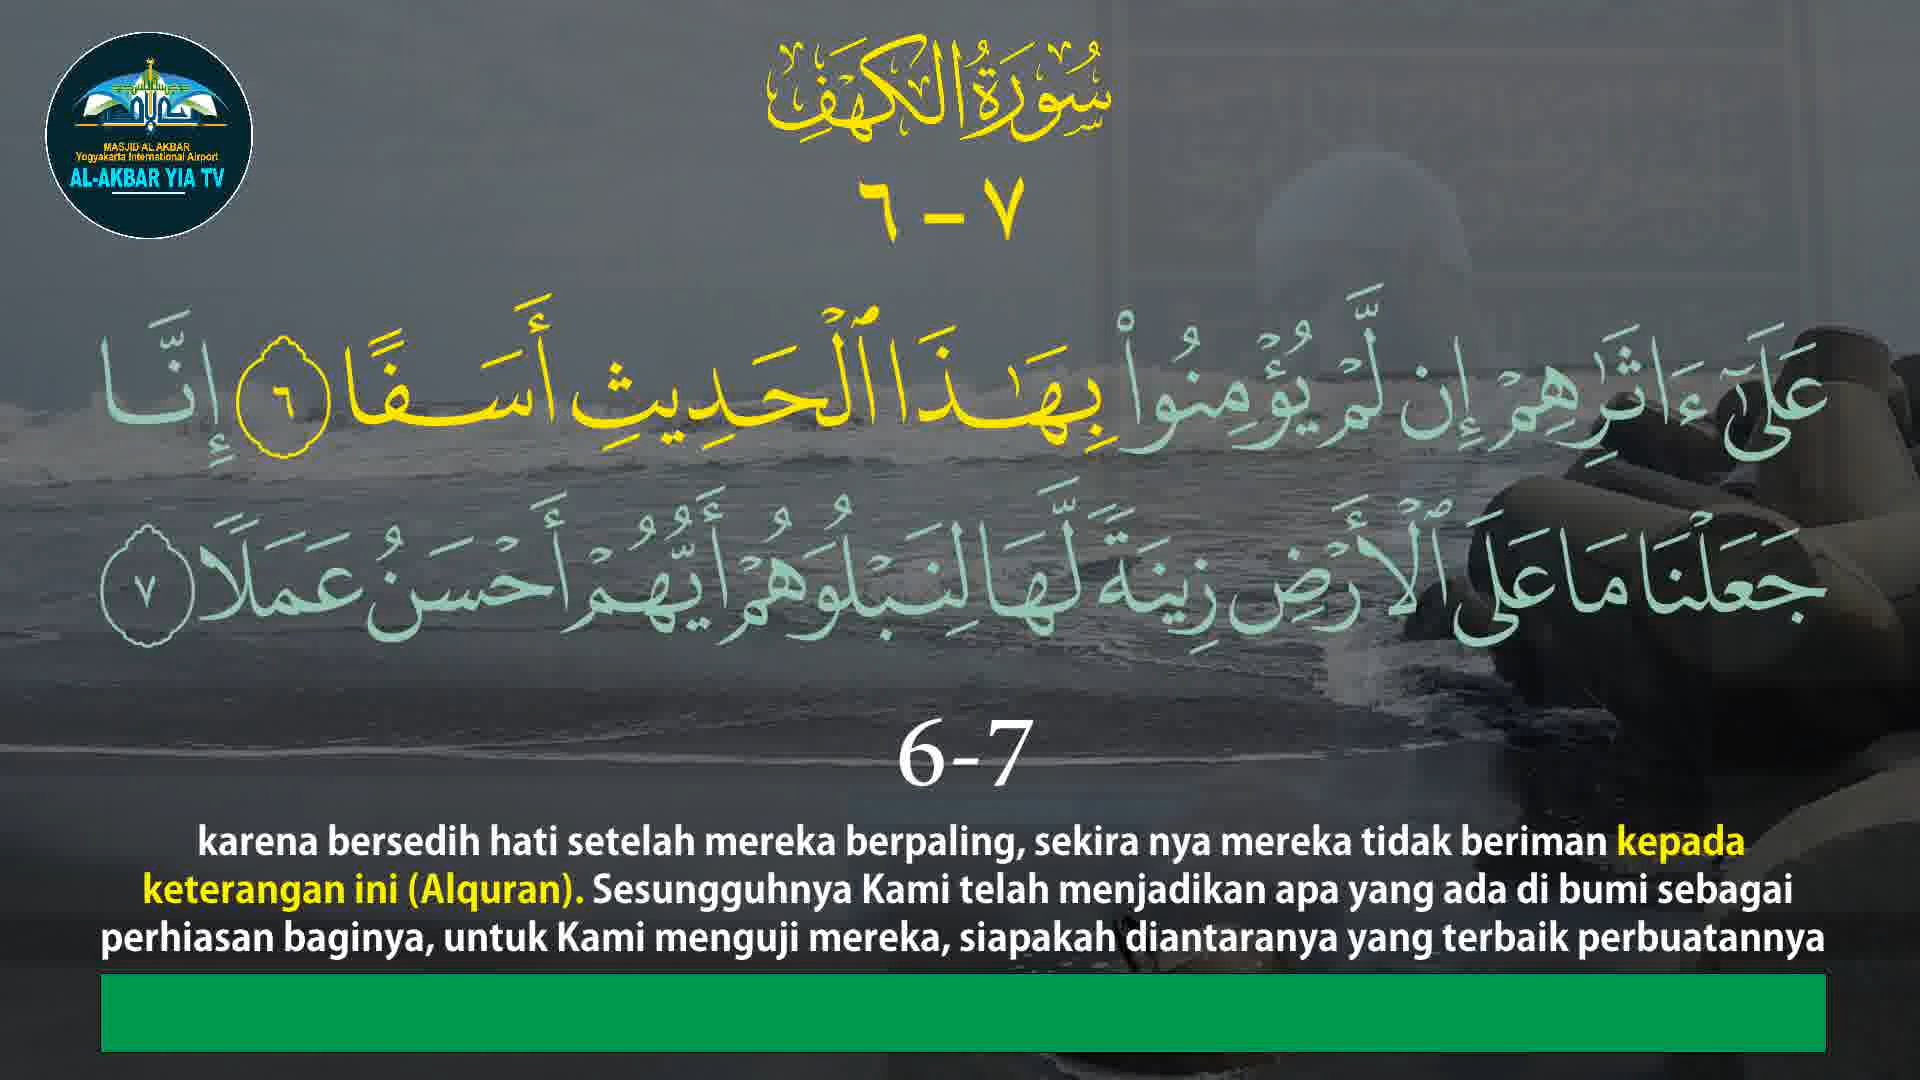 MASJID AL AKBAR
Yogyakarta International Airport
AL-AKBAR YIA TV
سُورَةُ الكَهْفِ
٦ – ٧
عَلَىٰٓ ءَاثَٰرِهِمْ إِن لَّمْ يُؤْمِنُوا۟ بِهَٰذَا ٱلْحَدِيثِ أَسَفًا ٦ إِنَّا
جَعَلْنَا مَا عَلَى ٱلْأَرْضِ زِينَةً لَّهَا لِنَبْلُوَهُمْ أَيُّهُمْ أَحْسَنُ عَمَلًا ٧
6-7
karena bersedih hati setelah mereka berpaling, sekira nya mereka tidak beriman kepada
keterangan ini (Alquran). Sesungguhnya Kami telah menjadikan apa yang ada di bumi sebagai
perhiasan baginya, untuk Kami menguji mereka, siapakah diantaranya yang terbaik perbuatannya